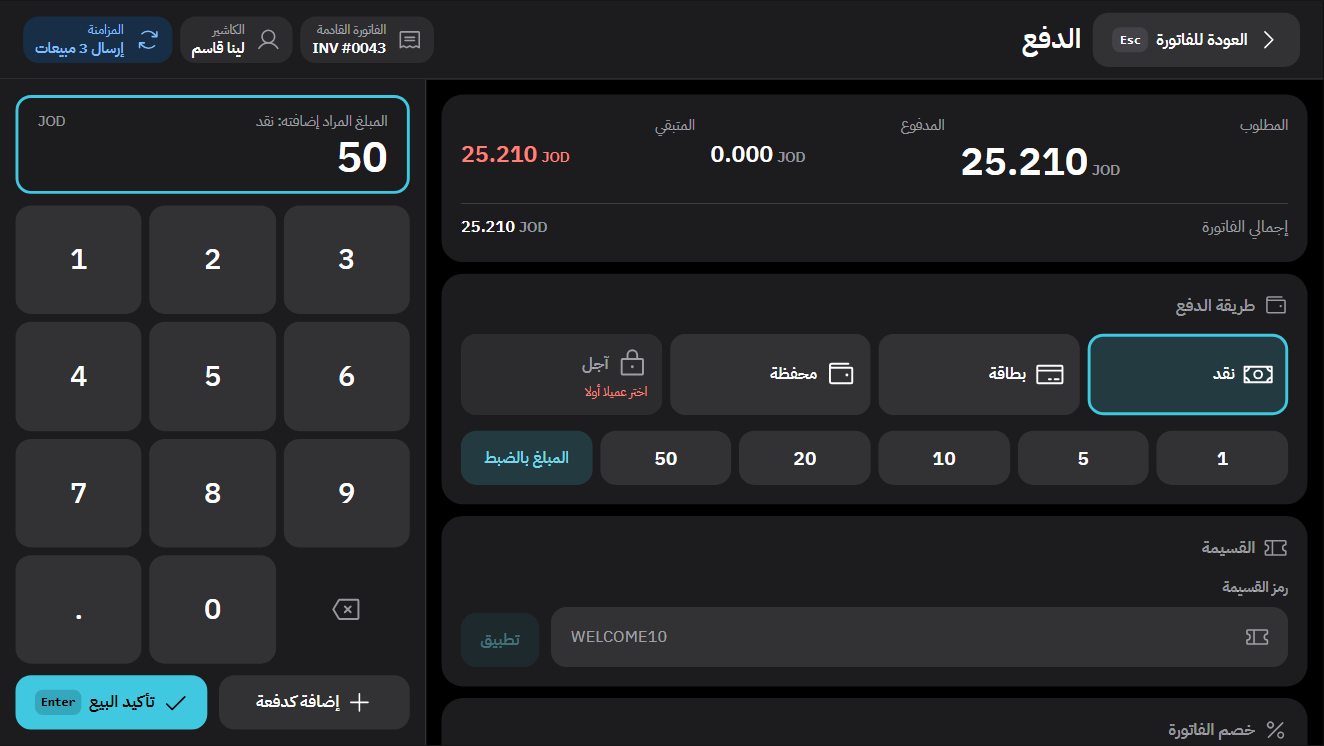 العودة للفاتورة Esc
الدفع
الفاتورة القادمة
INV #0043
الكاشير
لينا قاسم
المزامنة
إرسال 3 مبيعات
المطلوب
25.210 JOD
المدفوع
0.000 JOD
المتبقي
25.210 JOD
إجمالي الفاتورة
25.210 JOD
طريقة الدفع
نقد
بطاقة
محفظة
آجل
اختر عميلا أولا
1
5
10
20
50
المبلغ بالضبط
القسيمة
رمز القسيمة
WELCOME10
تطبيق
خصم الفاتورة
المبلغ المراد إضافته: نقد
JOD
50
1 2 3
4 5 6
7 8 9
. 0
إضافة كدفعة
تأكيد البيع Enter